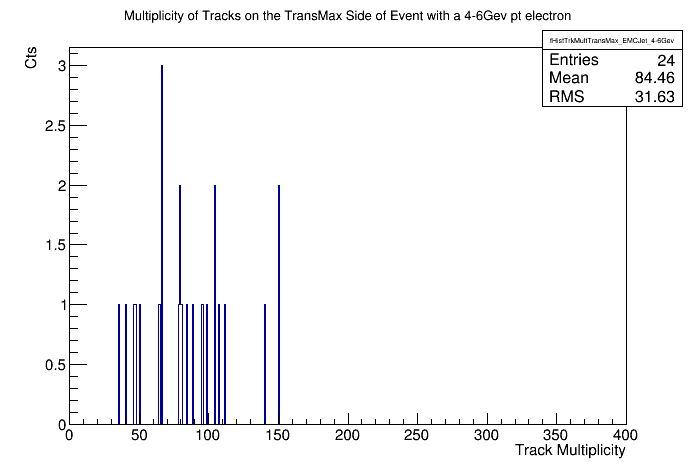 Multiplicity of Tracks on the TransMax Side of Event with a 4-6Gev pt electron
fHistTrkMultTransMax_EMCJet_4-6Gev
Entries 24
Mean 84.46
RMS 31.63
Cts
3
2.5
2
1.5
1
0.5
0
0 50 100 150 200 250 300 350 400
Track Multiplicity